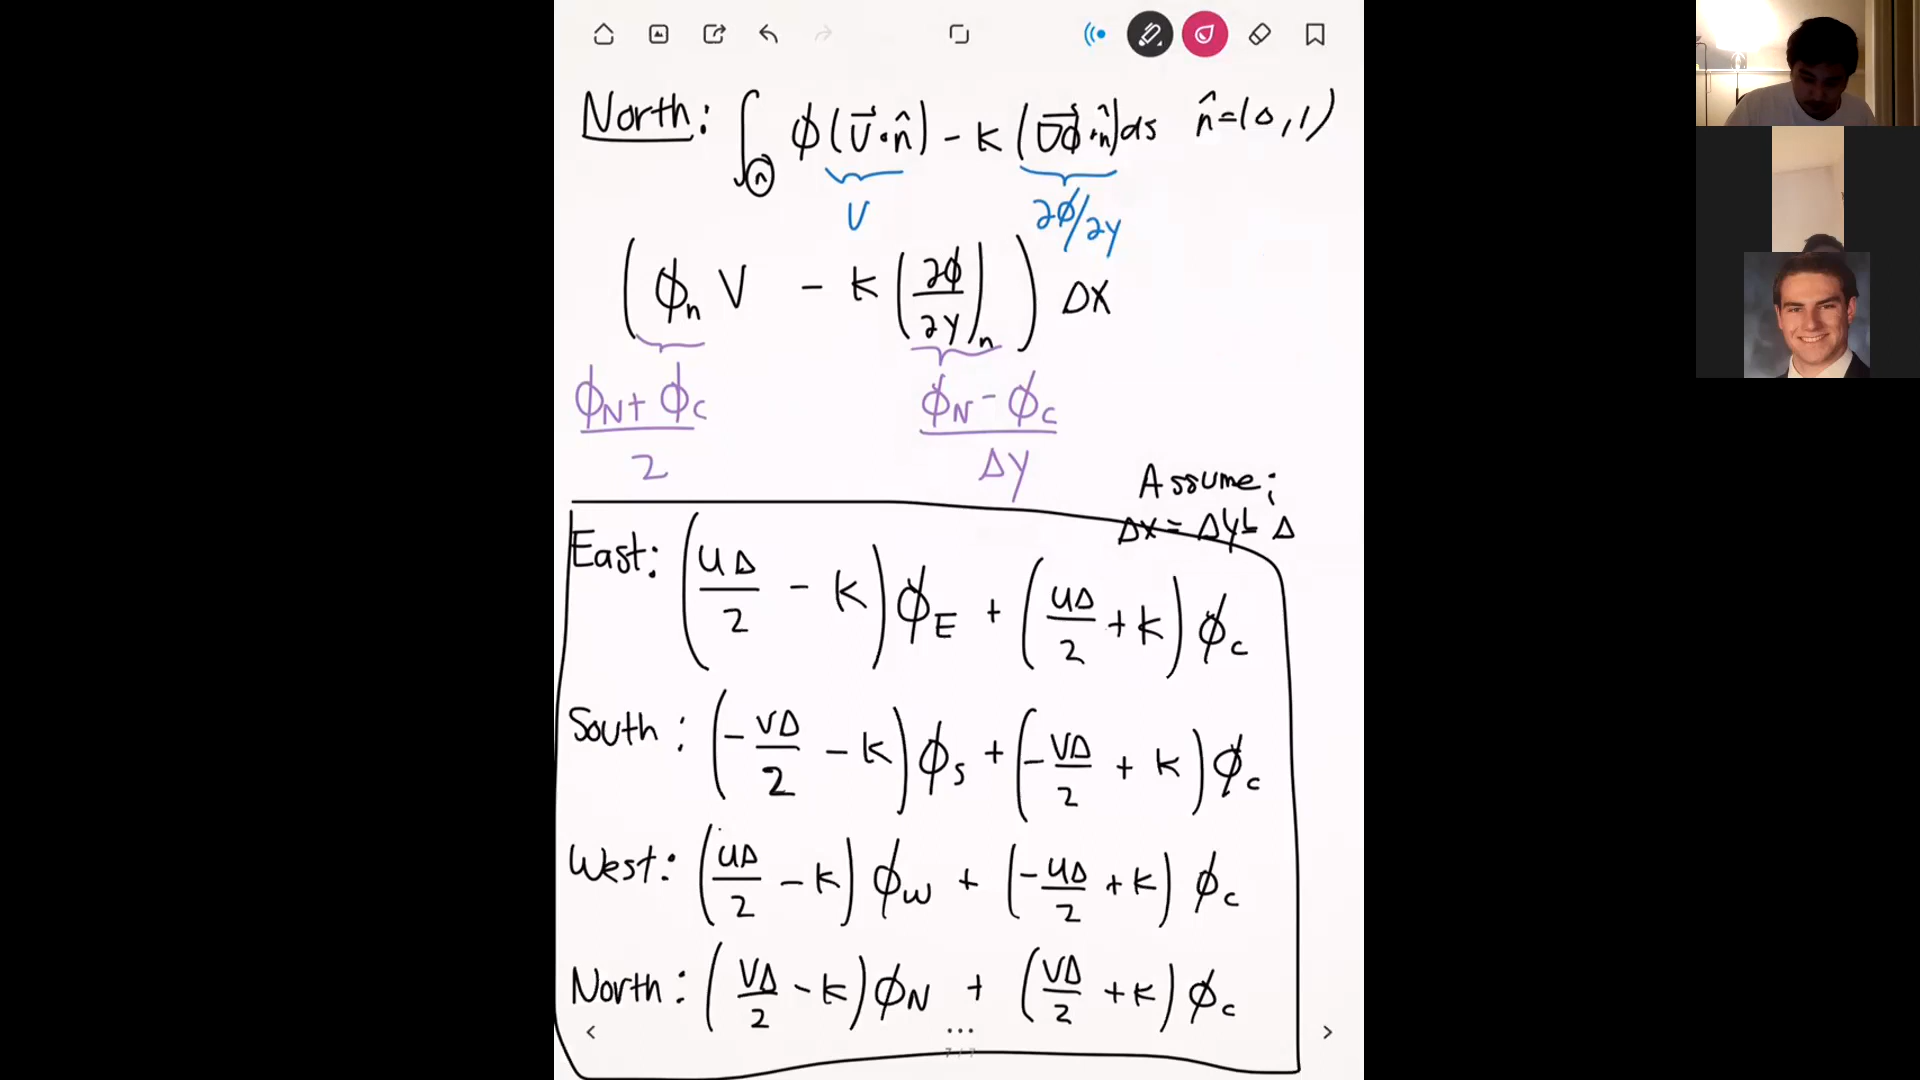 North: ∫ₙ ϕ(V⃗·n̂) - K(∇⃗ϕ·n̂)ds n̂=(0,1)
V ∂ϕ/∂y
(ϕₙ V - K(∂ϕ/∂y)ₙ) Δx
(ϕN + ϕc)/2 (ϕN - ϕc)/Δy
Assume:
Δx = Δy = Δ
East: (uΔ/2 - K)ϕE + (uΔ/2 + K)ϕc
South: (-VΔ/2 - K)ϕS + (-VΔ/2 + K)ϕc
West: (uΔ/2 - K)ϕW + (-uΔ/2 + K)ϕc
North: (VΔ/2 - K)ϕN + (VΔ/2 + K)ϕc
7 / 7